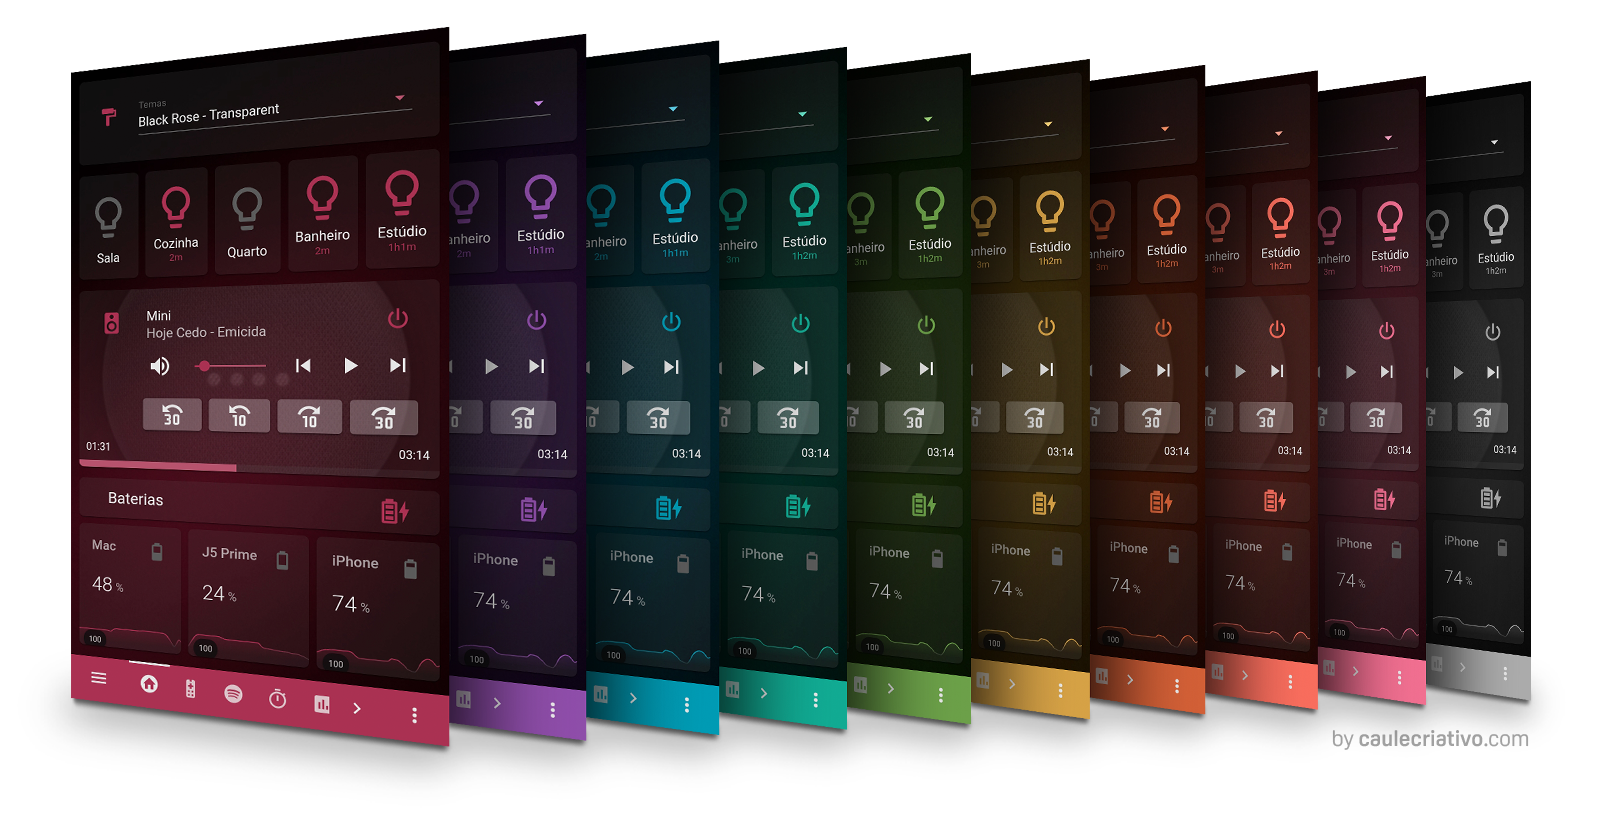 Temas
Black Rose - Transparent
Sala
Cozinha
2m
Quarto
Banheiro
2m
Estúdio
1h1m
Mini
Hoje Cedo - Emicida
30
10
10
30
01:31
03:14
Baterias
Mac
48 %
100
J5 Prime
24 %
100
iPhone
74 %
100
anheiro
2m
Estúdio
1h1m
30
03:14
iPhone
74 %
100
anheiro
2m
Estúdio
1h1m
30
03:14
iPhone
74 %
100
anheiro
3m
Estúdio
1h2m
30
03:14
iPhone
74 %
100
anheiro
3m
Estúdio
1h2m
30
03:14
iPhone
74 %
100
anheiro
3m
Estúdio
1h2m
30
03:14
iPhone
74 %
100
anheiro
3m
Estúdio
1h2m
30
03:14
iPhone
74 %
100
anheiro
3m
Estúdio
1h2m
30
03:14
iPhone
74 %
100
anheiro
3m
Estúdio
1h2m
30
03:14
iPhone
74 %
100
anheiro
3m
Estúdio
1h2m
30
03:14
iPhone
74 %
100
by caulecriativo.com